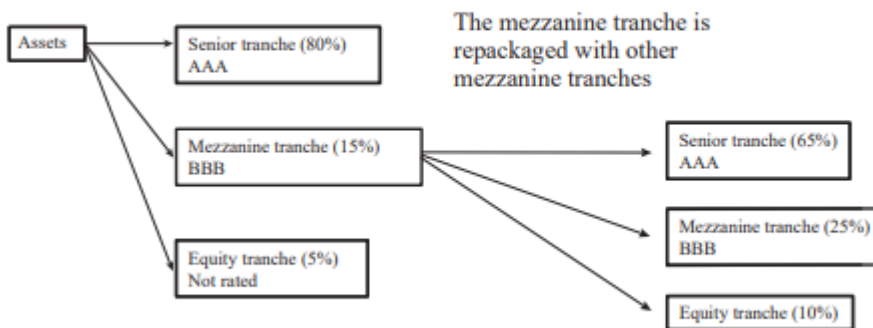 The mezzanine tranche is
repackaged with other
mezzanine tranches
Assets
Senior tranche (80%)
AAA
Mezzanine tranche (15%)
BBB
Equity tranche (5%)
Not rated
Senior tranche (65%)
AAA
Mezzanine tranche (25%)
BBB
Equity tranche (10%)